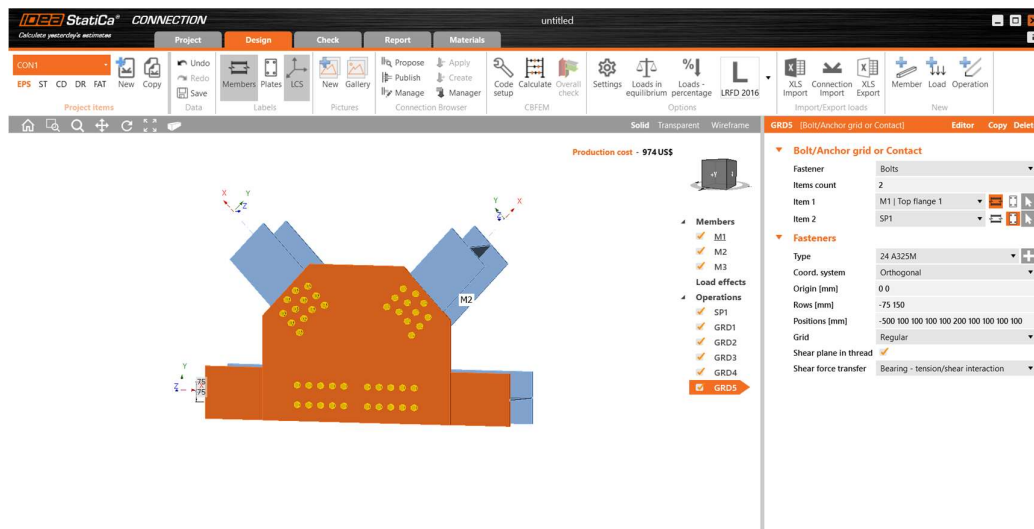 IDEA StatiCa® CONNECTION
untitled
Calculate yesterday's estimates
Project Design Check Report Materials
CON1
EPS ST CD DR FAT
New Copy
Project items
Undo
Redo
Save
Data
Members Plates LCS
Labels
New Gallery
Pictures
Propose Apply
Publish Create
Manage Manager
Connection Browser
Code setup Calculate Overall check
CBFEM
Settings Loads in equilibrium Loads - percentage LRFD 2016
Options
XLS Import Connection Import XLS Export
Import/Export loads
Member Load Operation
New
Solid Transparent Wireframe
GRD5 [Bolt/Anchor grid or Contact] Editor Copy Delet
Production cost - 974 US$
Bolt/Anchor grid or Contact
Fastener Bolts
Items count 2
Item 1 M1 | Top flange 1
Item 2 SP1
Fasteners
Type 24 A325M
Coord. system Orthogonal
Origin [mm] 0 0
Rows [mm] -75 150
Positions [mm] -500 100 100 100 100 200 100 100 100 100
Grid Regular
Shear plane in thread
Shear force transfer Bearing - tension/shear interaction
Members
M1
M2
M3
Load effects
Operations
SP1
GRD1
GRD2
GRD3
GRD4
GRD5
X Y
Z
Y
Z X
+Y
M2
Y
Z
75
75